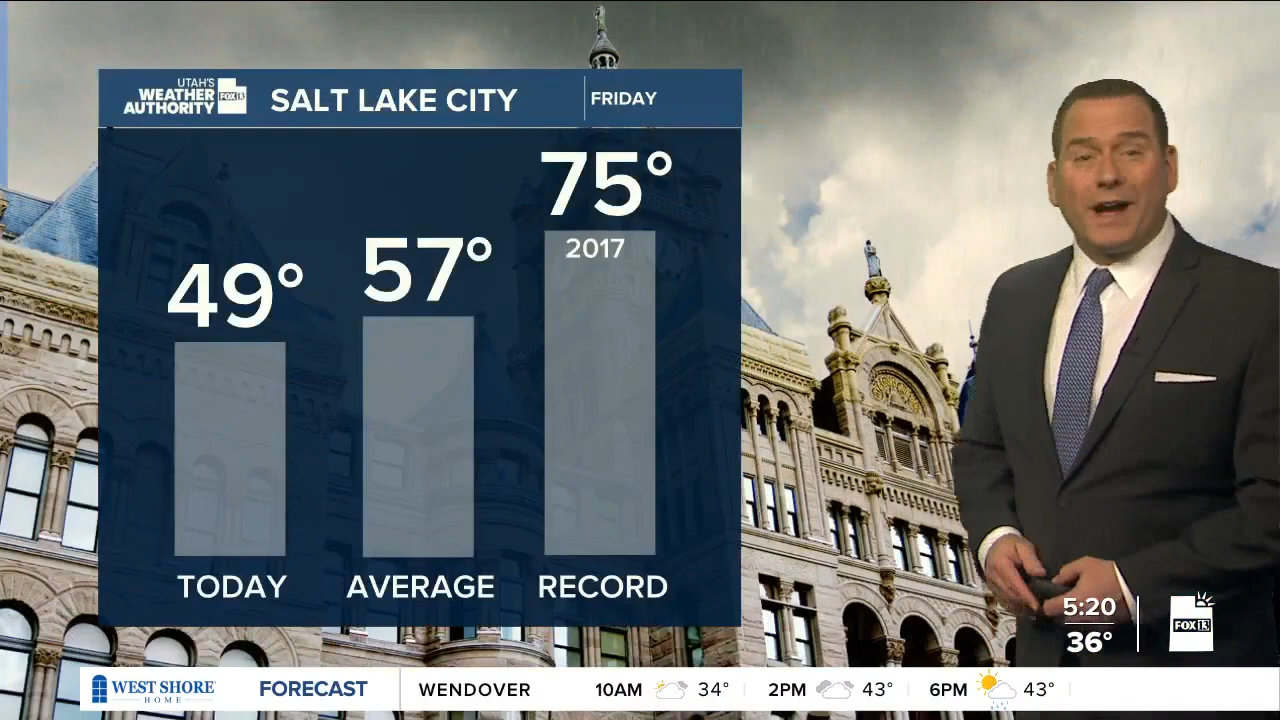 UTAH'S
WEATHER
AUTHORITY
FOX 13
SALT LAKE CITY
FRIDAY
49°
57°
75°
2017
TODAY
AVERAGE
RECORD
5:20
36°
FOX 13
WEST SHORE
HOME
FORECAST
WENDOVER
10AM 34°
2PM 43°
6PM 43°